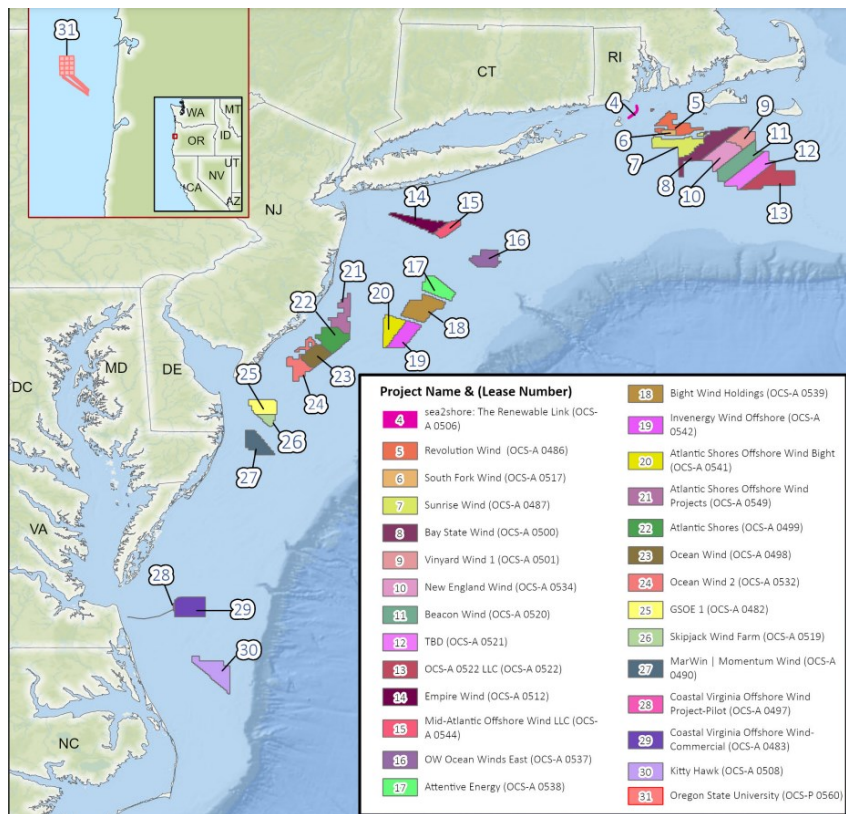 31
WA
MT
OR
ID
NV
UT
CA
AZ
CT
RI
NJ
MD
DE
DC
VA
NC
4
5
6
7
8
9
10
11
12
13
14
15
16
17
18
19
20
21
22
23
24
25
26
27
28
29
30
Project Name & (Lease Number)
4 sea2shore: The Renewable Link (OCS-
A 0506)
5 Revolution Wind (OCS-A 0486)
6 South Fork Wind (OCS-A 0517)
7 Sunrise Wind (OCS-A 0487)
8 Bay State Wind (OCS-A 0500)
9 Vinyard Wind 1 (OCS-A 0501)
10 New England Wind (OCS-A 0534)
11 Beacon Wind (OCS-A 0520)
12 TBD (OCS-A 0521)
13 OCS-A 0522 LLC (OCS-A 0522)
14 Empire Wind (OCS-A 0512)
15 Mid-Atlantic Offshore Wind LLC (OCS-
A 0544)
16 OW Ocean Winds East (OCS-A 0537)
17 Attentive Energy (OCS-A 0538)
18 Bight Wind Holdings (OCS-A 0539)
19 Invenergy Wind Offshore (OCS-A
0542)
20 Atlantic Shores Offshore Wind Bight
(OCS-A 0541)
21 Atlantic Shores Offshore Wind
Projects (OCS-A 0549)
22 Atlantic Shores (OCS-A 0499)
23 Ocean Wind (OCS-A 0498)
24 Ocean Wind 2 (OCS-A 0532)
25 GSOE 1 (OCS-A 0482)
26 Skipjack Wind Farm (OCS-A 0519)
27 MarWin | Momentum Wind (OCS-A
0490)
28 Coastal Virginia Offshore Wind
Project-Pilot (OCS-A 0497)
29 Coastal Virginia Offshore Wind-
Commercial (OCS-A 0483)
30 Kitty Hawk (OCS-A 0508)
31 Oregon State University (OCS-P 0560)